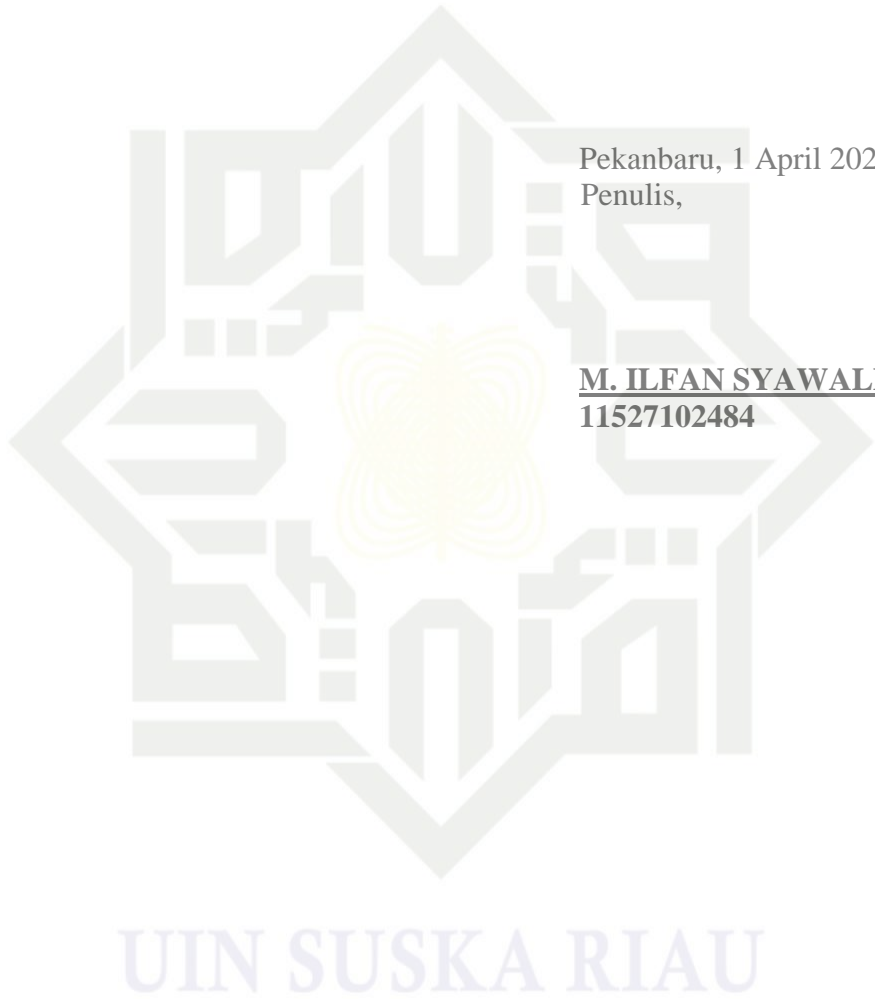 Pekanbaru, 1 April 202
Penulis,
M. ILFAN SYAWAL
11527102484
UIN SUSKA RIAU